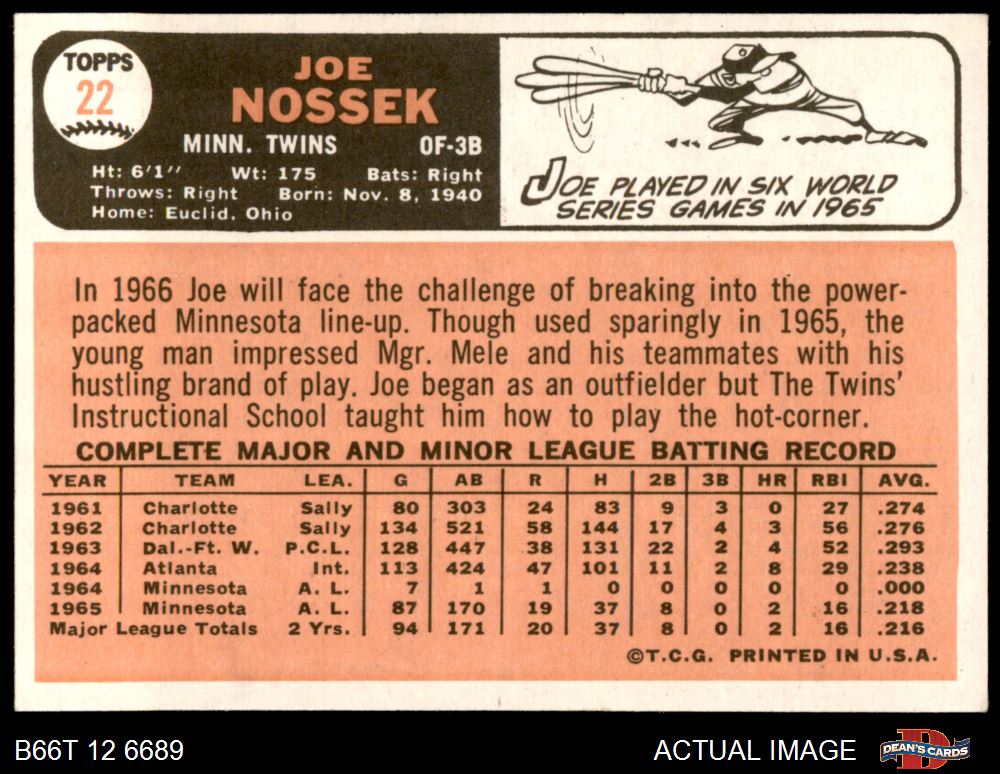 TOPPS
22
JOE
NOSSEK
MINN. TWINS OF-3B
Ht: 6'1" Wt: 175 Bats: Right
Throws: Right Born: Nov. 8, 1940
Home: Euclid, Ohio
JOE PLAYED IN SIX WORLD
SERIES GAMES IN 1965
In 1966 Joe will face the challenge of breaking into the power-
packed Minnesota line-up. Though used sparingly in 1965, the
young man impressed Mgr. Mele and his teammates with his
hustling brand of play. Joe began as an outfielder but The Twins'
Instructional School taught him how to play the hot-corner.
COMPLETE MAJOR AND MINOR LEAGUE BATTING RECORD
YEAR TEAM LEA. G AB R H 2B 3B HR RBI AVG.
1961 Charlotte Sally 80 303 24 83 9 3 0 27 .274
1962 Charlotte Sally 134 521 58 144 17 4 3 56 .276
1963 Dal.-Ft. W. P.C.L. 128 447 38 131 22 2 4 52 .293
1964 Atlanta Int. 113 424 47 101 11 2 8 29 .238
1964 Minnesota A. L. 7 1 1 0 0 0 0 0 .000
1965 Minnesota A. L. 87 170 19 37 8 0 2 16 .218
Major League Totals 2 Yrs. 94 171 20 37 8 0 2 16 .216
©T.C.G. PRINTED IN U.S.A.
B66T 12 6689 ACTUAL IMAGE DEAN'S CARDS